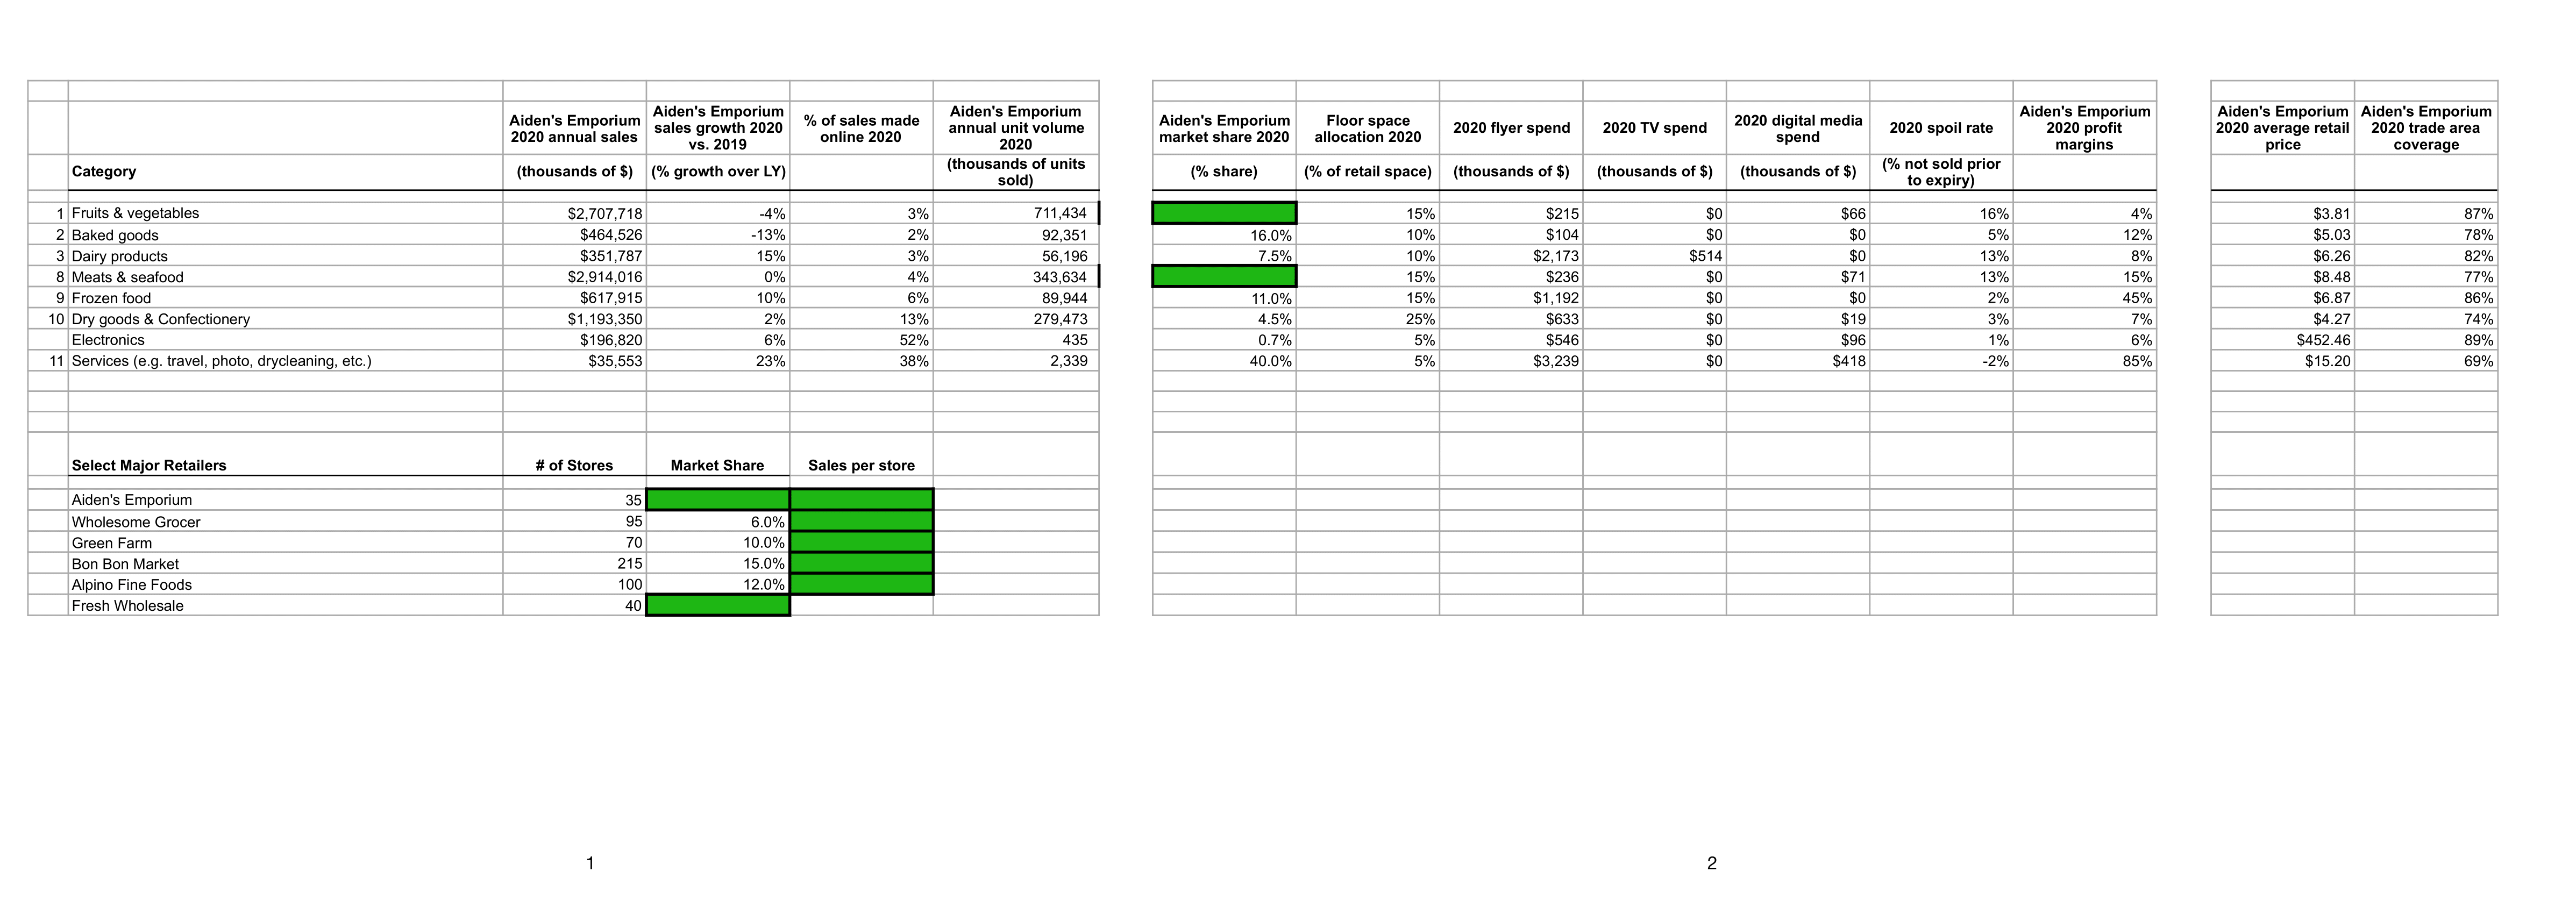 Category | Aiden's Emporium 2020 annual sales (thousands of $) | Aiden's Emporium sales growth 2020 vs. 2019 (% growth over LY) | % of sales made online 2020 | Aiden's Emporium annual unit volume 2020 (thousands of units sold) | Aiden's Emporium market share 2020 (% share) | Floor space allocation 2020 (% of retail space) | 2020 flyer spend (thousands of $) | 2020 TV spend (thousands of $) | 2020 digital media spend (thousands of $) | 2020 spoil rate (% not sold prior to expiry) | Aiden's Emporium 2020 profit margins | Aiden's Emporium 2020 average retail price | Aiden's Emporium 2020 trade area coverage
1 Fruits & vegetables $2,707,718 -4% 3% 711,434 15% $215 $0 $66 16% 4% $3.81 87%
2 Baked goods $464,526 -13% 2% 92,351 16.0% 10% $104 $0 $0 5% 12% $5.03 78%
3 Dairy products $351,787 15% 3% 56,196 7.5% 10% $2,173 $514 $0 13% 8% $6.26 82%
8 Meats & seafood $2,914,016 0% 4% 343,634 15% $236 $0 $71 13% 15% $8.48 77%
9 Frozen food $617,915 10% 6% 89,944 11.0% 15% $1,192 $0 $0 2% 45% $6.87 86%
10 Dry goods & Confectionery $1,193,350 2% 13% 279,473 4.5% 25% $633 $0 $19 3% 7% $4.27 74%
Electronics $196,820 6% 52% 435 0.7% 5% $546 $0 $96 1% 6% $452.46 89%
11 Services (e.g. travel, photo, drycleaning, etc.) $35,553 23% 38% 2,339 40.0% 5% $3,239 $0 $418 -2% 85% $15.20 69%
Select Major Retailers # of Stores Market Share Sales per store
Aiden's Emporium 35
Wholesome Grocer 95 6.0%
Green Farm 70 10.0%
Bon Bon Market 215 15.0%
Alpino Fine Foods 100 12.0%
Fresh Wholesale 40
1
2